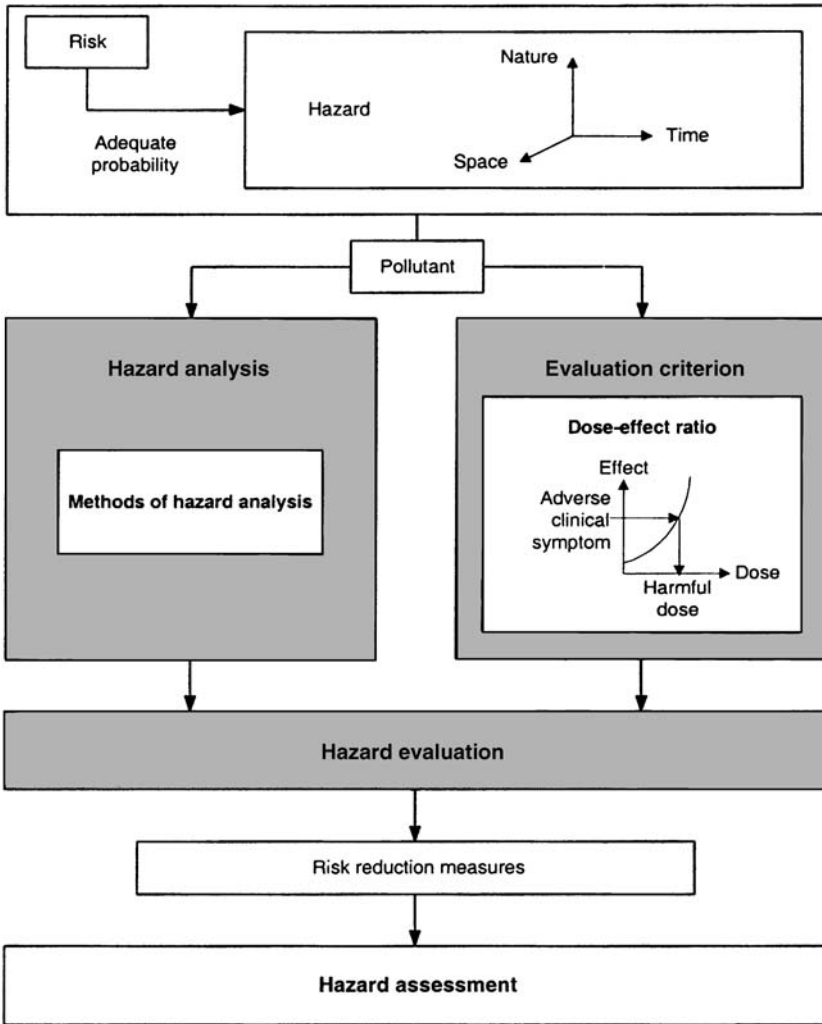 Risk
Adequate
probability
Hazard
Nature
Time
Space
Pollutant
Hazard analysis
Methods of hazard analysis
Evaluation criterion
Dose-effect ratio
Effect
Adverse
clinical
symptom
Dose
Harmful
dose
Hazard evaluation
Risk reduction measures
Hazard assessment